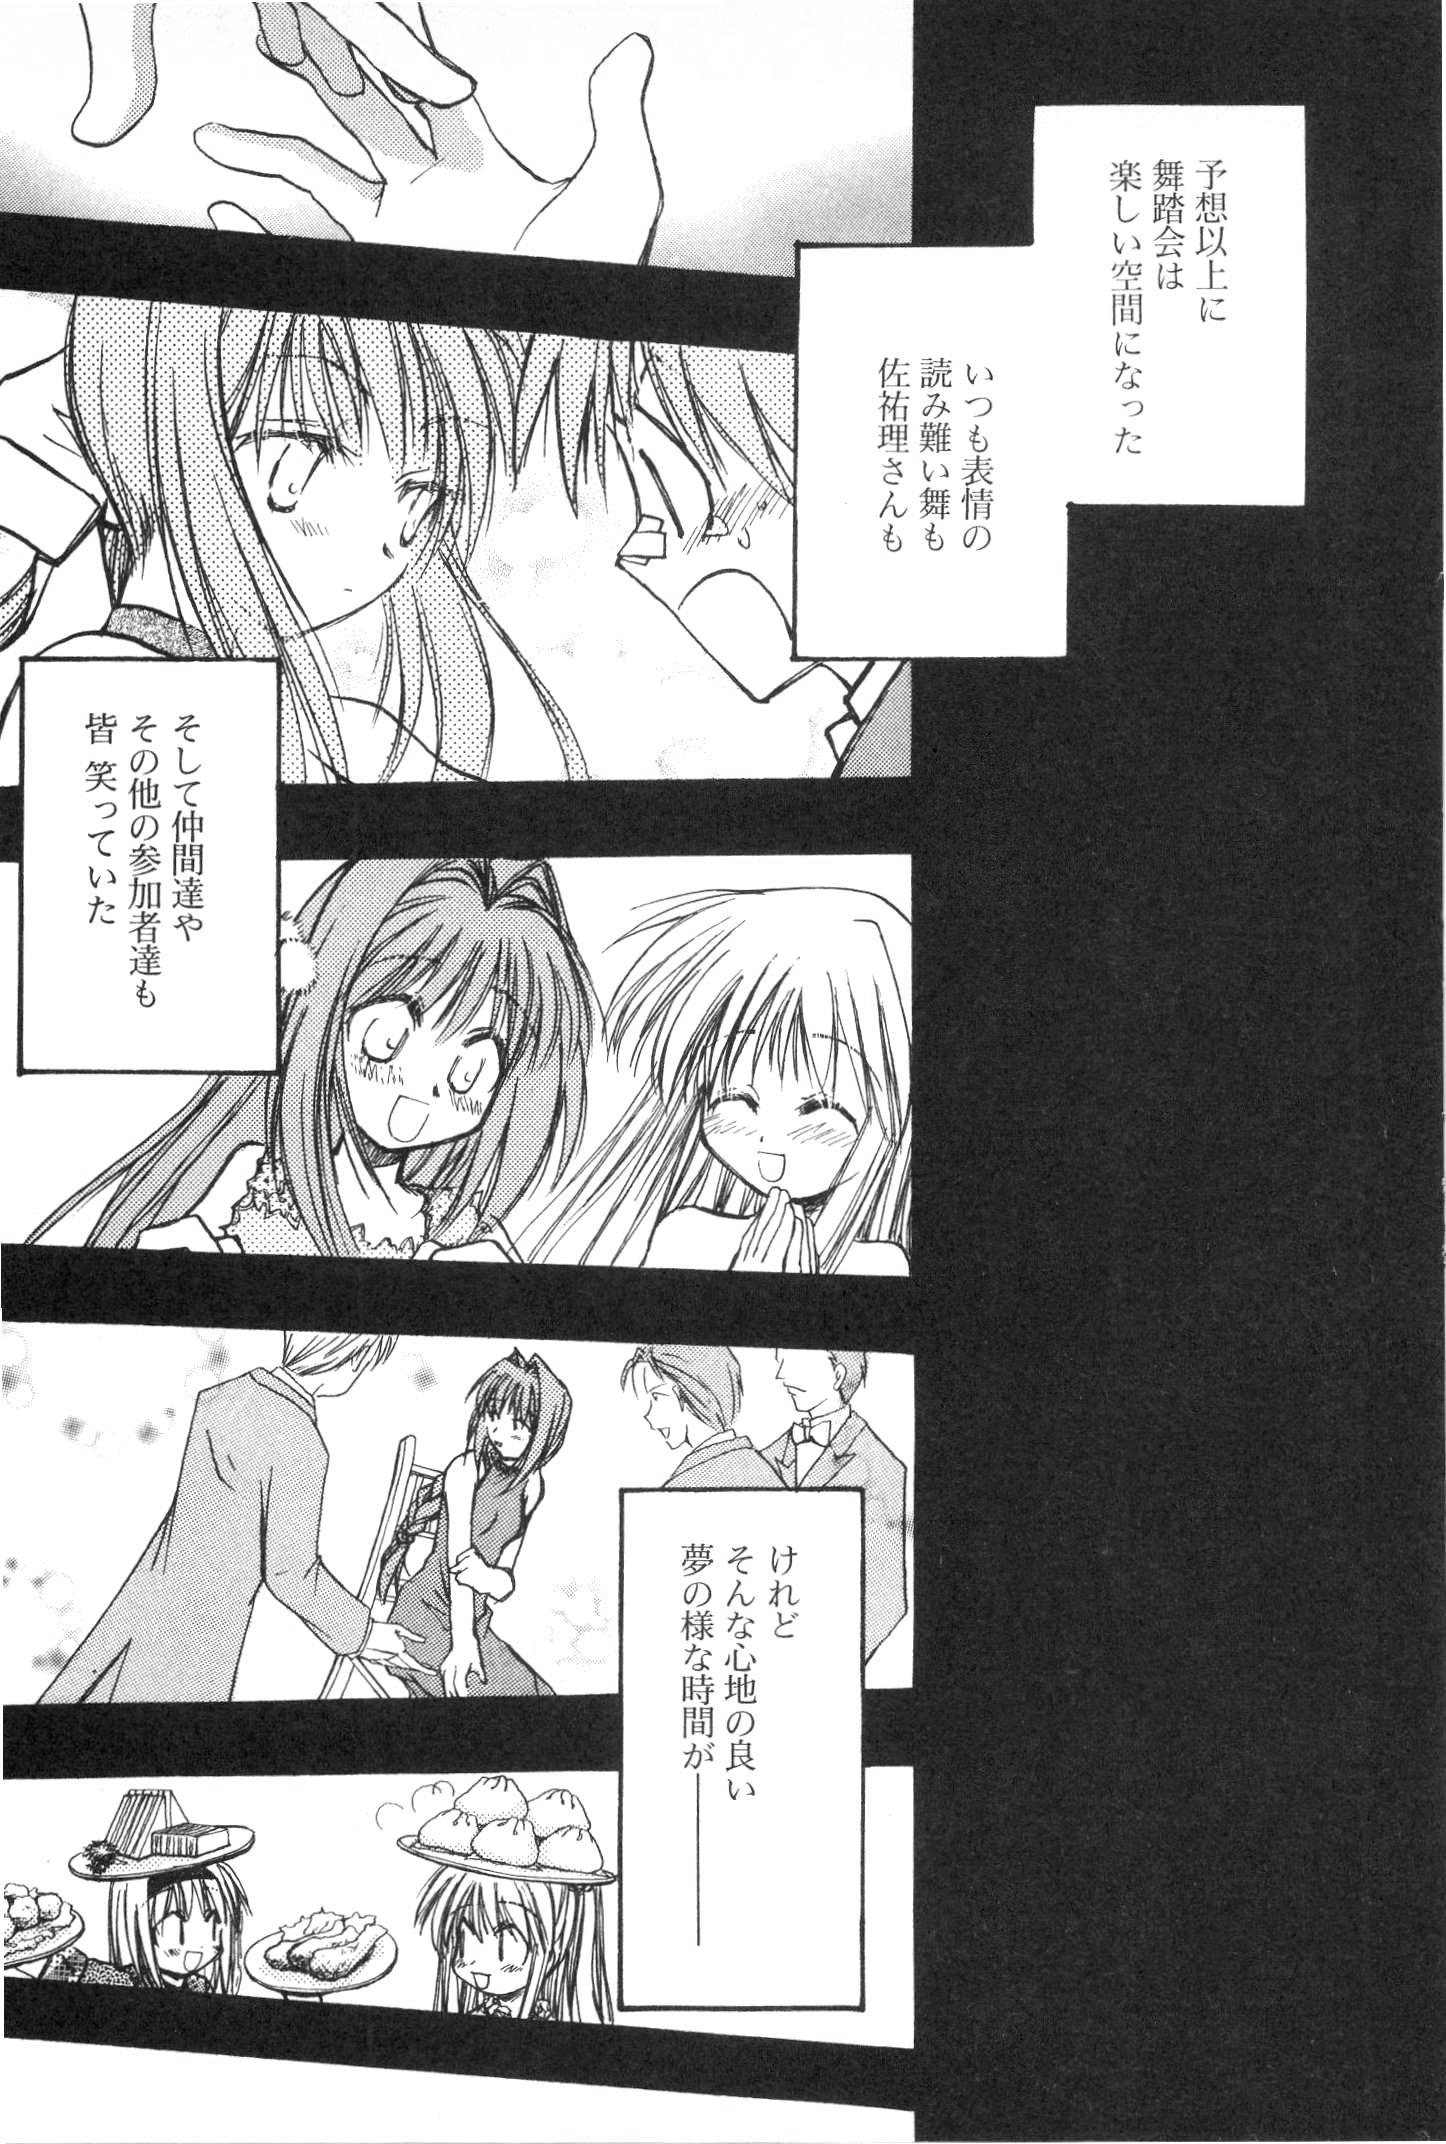 予想以上に
舞踏会は
楽しい空間になった
いつも表情の
読み難い舞も
佐祐理さんも
そして仲間達や
その他の参加者達も
皆 笑っていた
けれど
そんな心地の良い
夢の様な時間が――